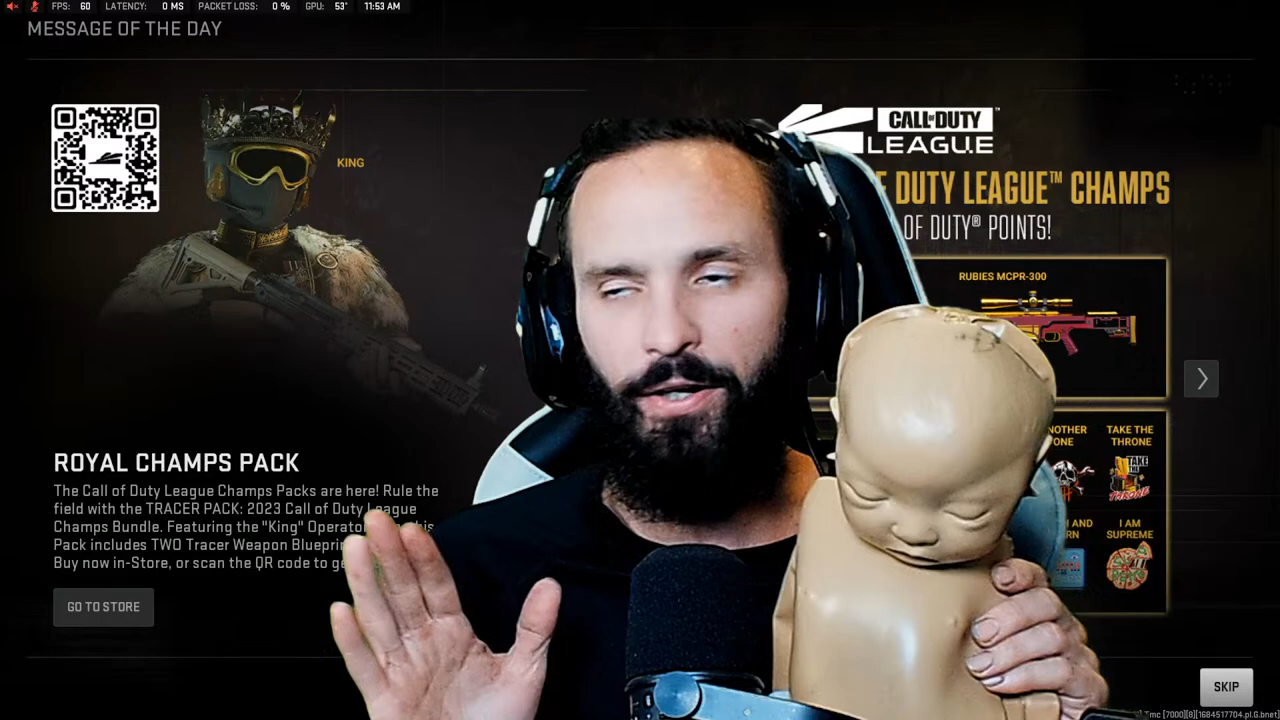 FPS: 60 LATENCY: 0 MS PACKET LOSS: 0 % GPU: 53° 11:53 AM
MESSAGE OF THE DAY
KING
CALL OF DUTY
LEAGUE
DUTY LEAGUE™ CHAMPS
OF DUTY® POINTS!
RUBIES MCPR-300
ROYAL CHAMPS PACK
The Call of Duty League Champs Packs are here! Rule the
field with the TRACER PACK: 2023 Call of Duty League
Champs Bundle. Featuring the "King" Operator
Pack includes TWO Tracer Weapon
Buy now in-Store, or scan the QR code to
GO TO STORE
TAKE THE
THRONE
TAKE
THE
THRONE
AND
I AM
SUPREME
SKIP